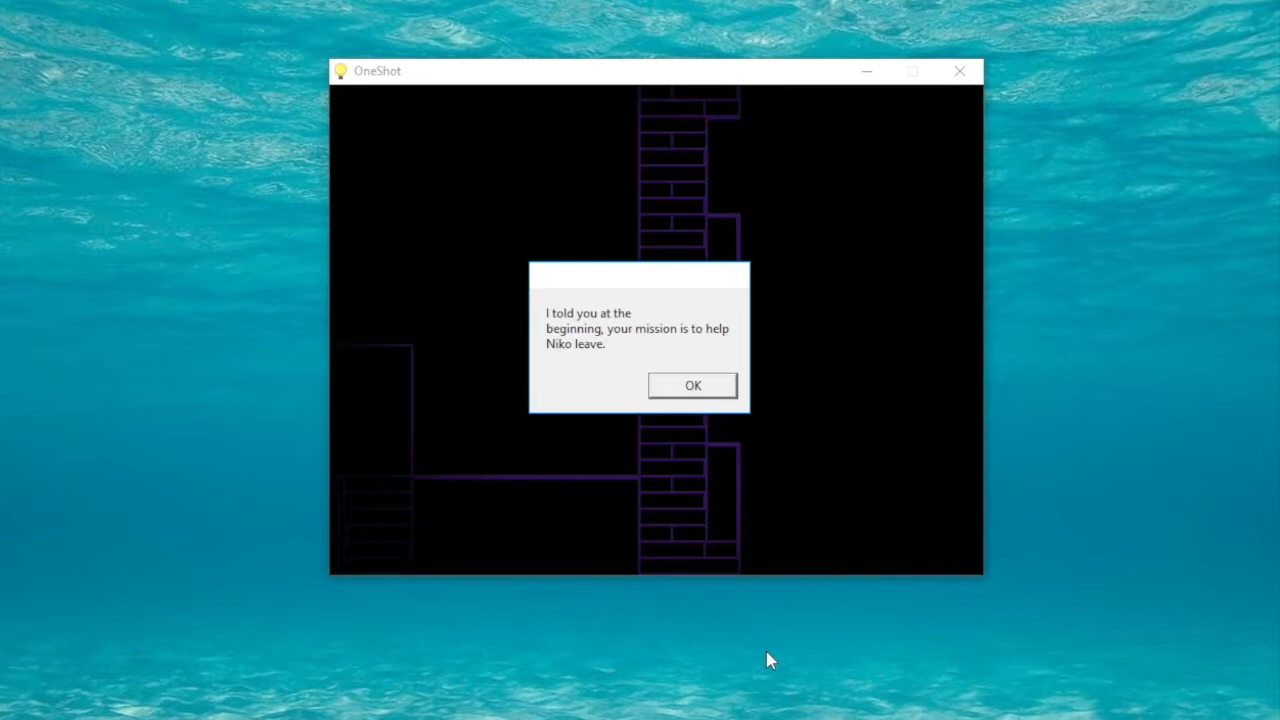 OneShot
I told you at the
beginning, your mission is to help
Niko leave.
OK